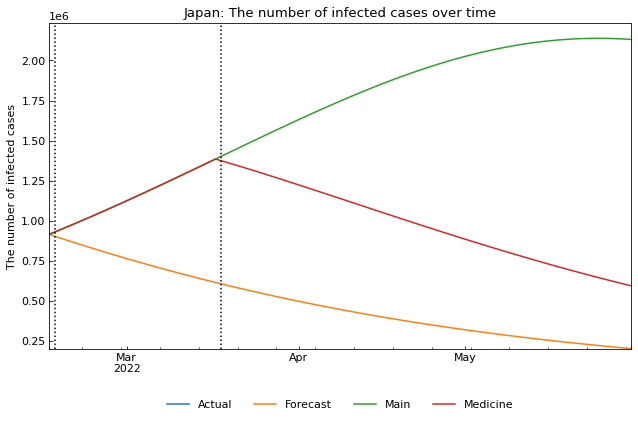 Japan: The number of infected cases over time
1e6
2.00
1.75
1.50
1.25
1.00
0.75
0.50
0.25
The number of infected cases
Mar
2022
Apr
May
Actual
Forecast
Main
Medicine